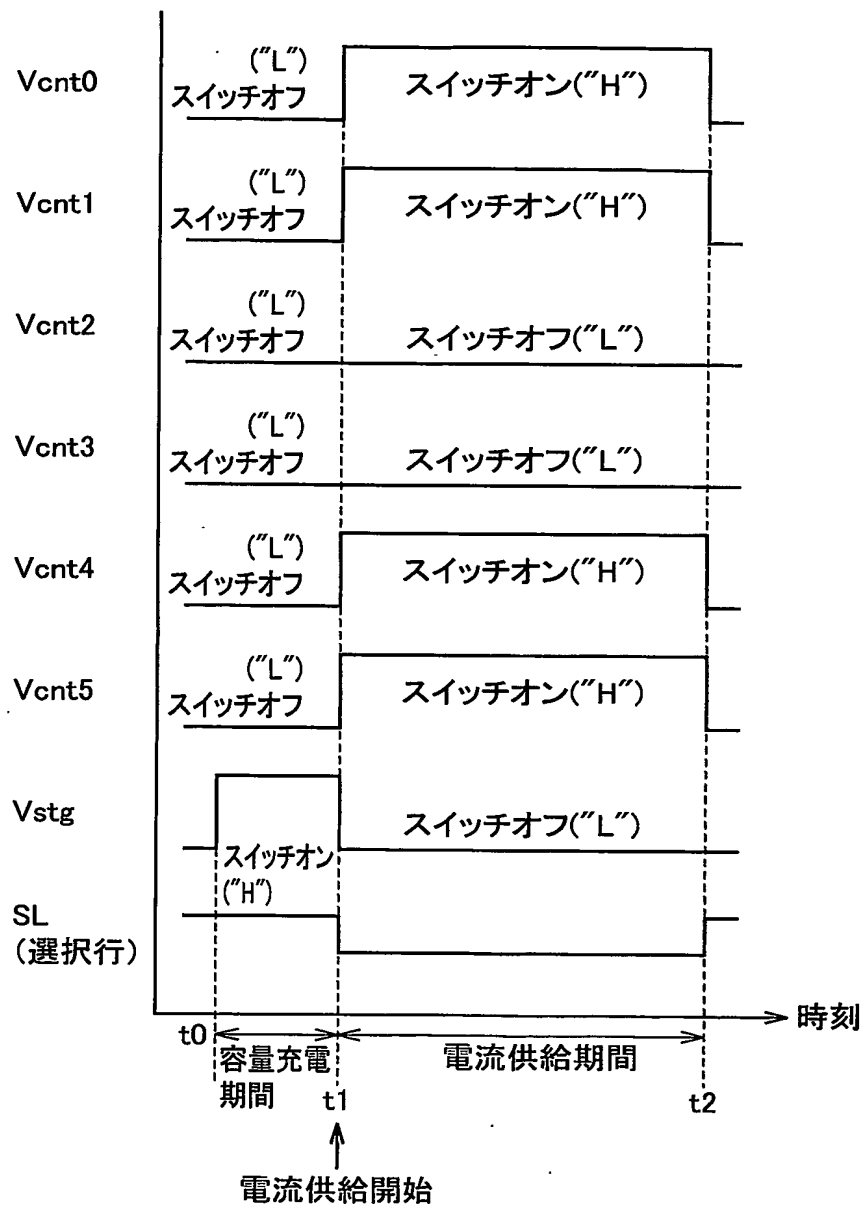 ("L")
Vcnt0 スイッチオフ スイッチオン("H")
("L")
Vcnt1 スイッチオフ スイッチオン("H")
("L")
Vcnt2 スイッチオフ スイッチオフ("L")
("L")
Vcnt3 スイッチオフ スイッチオフ("L")
("L")
Vcnt4 スイッチオフ スイッチオン("H")
("L")
Vcnt5 スイッチオフ スイッチオン("H")
Vstg スイッチオフ("L")
スイッチオン
("H")
SL
(選択行)
時刻
t0 容量充電 電流供給期間
期間 t1 t2
電流供給開始